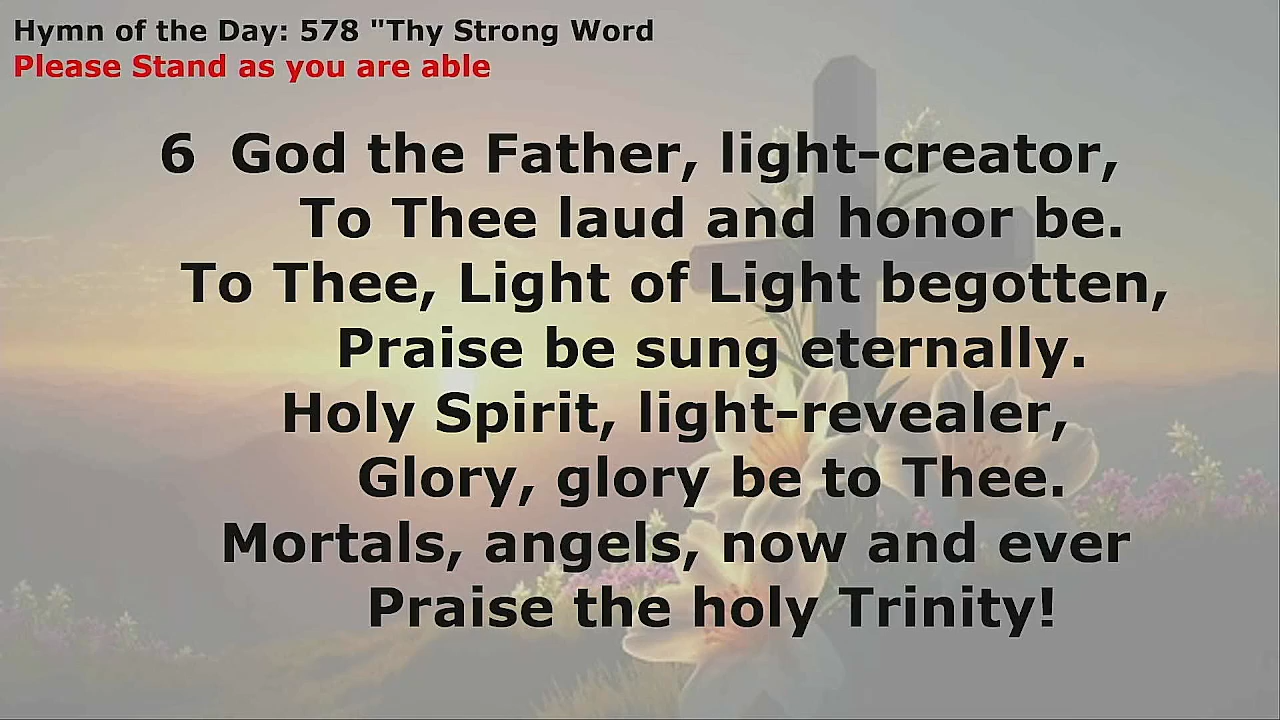 Hymn of the Day: 578 "Thy Strong Word
Please Stand as you are able
6 God the Father, light-creator,
To Thee laud and honor be.
To Thee, Light of Light begotten,
Praise be sung eternally.
Holy Spirit, light-revealer,
Glory, glory be to Thee.
Mortals, angels, now and ever
Praise the holy Trinity!